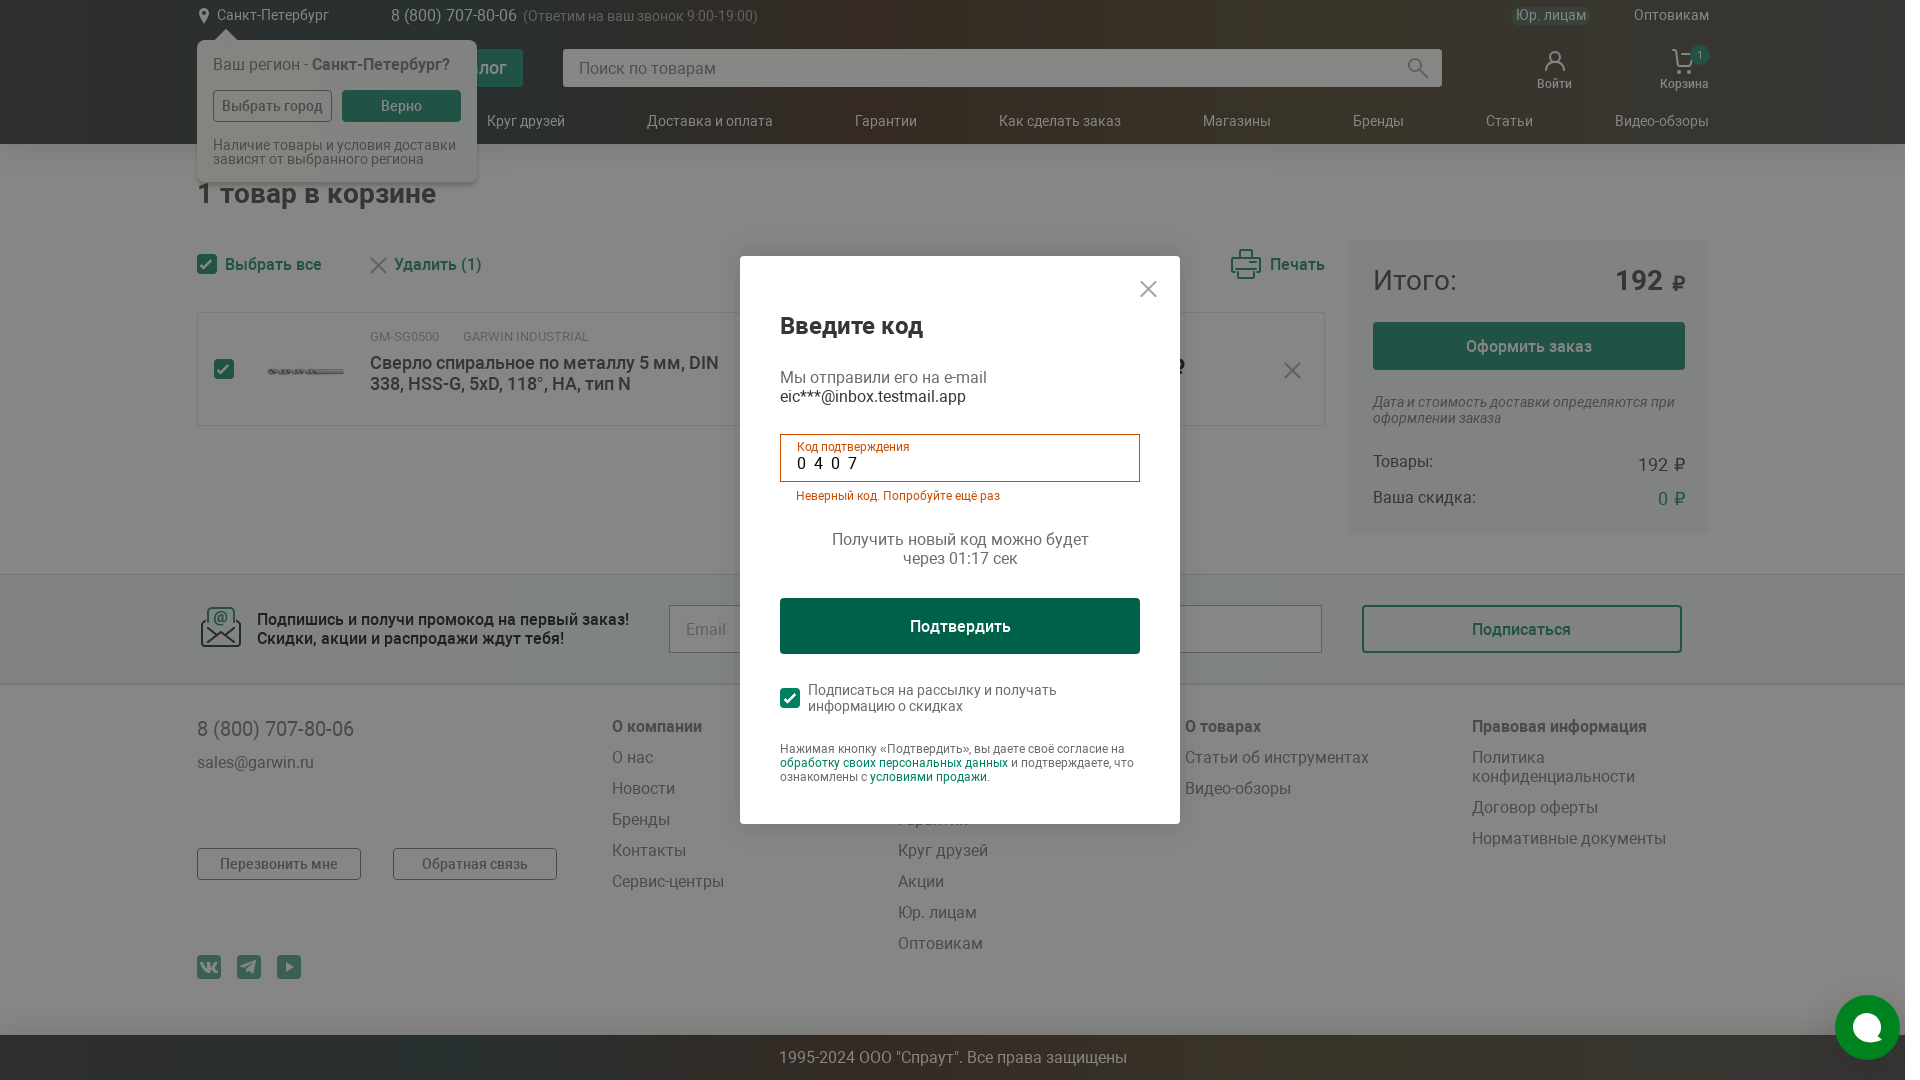 Санкт-Петербург
8 (800) 707-80-06 (Ответим на ваш звонок 9:00-19:00)
Юр. лицам
Оптовикам
Ваш регион - Санкт-Петербург?
Выбрать город
Верно
Наличие товары и условия доставки
зависят от выбранного региона
Поиск по товарам
Войти
1
Корзина
Круг друзей
Доставка и оплата
Гарантии
Как сделать заказ
Магазины
Бренды
Статьи
Видео-обзоры
1 товар в корзине
Выбрать все
Удалить (1)
Печать
GM-SG0500
GARWIN INDUSTRIAL
Сверло спиральное по металлу 5 мм, DIN
338, HSS-G, 5xD, 118°, HA, тип N
Итого:
192 ₽
Оформить заказ
Дата и стоимость доставки определяются при
оформлении заказа
Товары:
192 ₽
Ваша скидка:
0 ₽
Введите код
Мы отправили его на e-mail
eic***@inbox.testmail.app
Код подтверждения
0 4 0 7
Неверный код. Попробуйте ещё раз
Получить новый код можно будет
через 01:17 сек
Подтвердить
Подписаться на рассылку и получать
информацию о скидках
Нажимая кнопку «Подтвердить», вы даете своё согласие на
обработку своих персональных данных и подтверждаете, что
ознакомлены с условиями продажи.
Подпишись и получи промокод на первый заказ!
Скидки, акции и распродажи ждут тебя!
Email
Подписаться
8 (800) 707-80-06
sales@garwin.ru
Перезвонить мне
Обратная связь
О компании
О нас
Новости
Бренды
Контакты
Сервис-центры
Круг друзей
Акции
Юр. лицам
Оптовикам
О товарах
Статьи об инструментах
Видео-обзоры
Правовая информация
Политика
конфиденциальности
Договор оферты
Нормативные документы
1995-2024 ООО "Спраут". Все права защищены